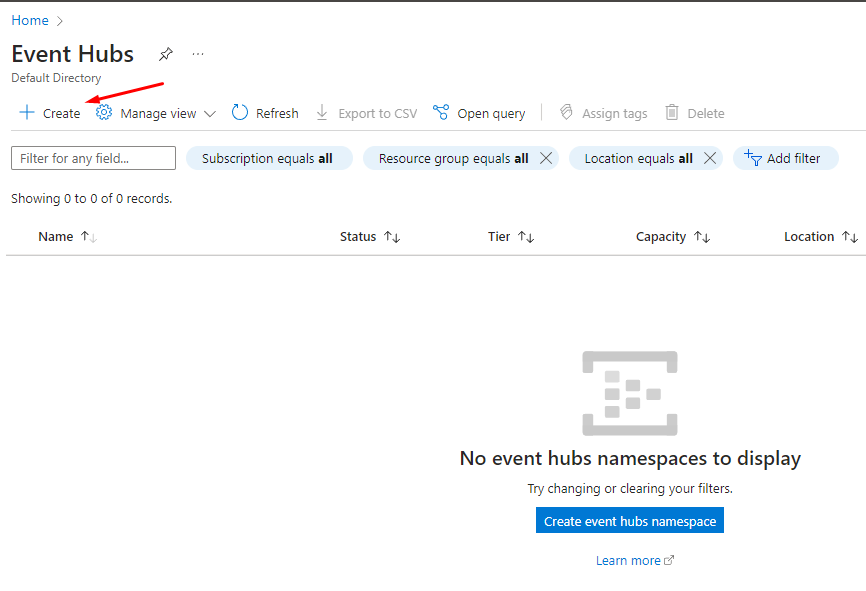 Home
Event Hubs
Default Directory
Create Manage view Refresh Export to CSV Open query Assign tags Delete
Filter for any field... Subscription equals all Resource group equals all Location equals all Add filter
Showing 0 to 0 of 0 records.
Name Status Tier Capacity Location
No event hubs namespaces to display
Try changing or clearing your filters.
Create event hubs namespace
Learn more